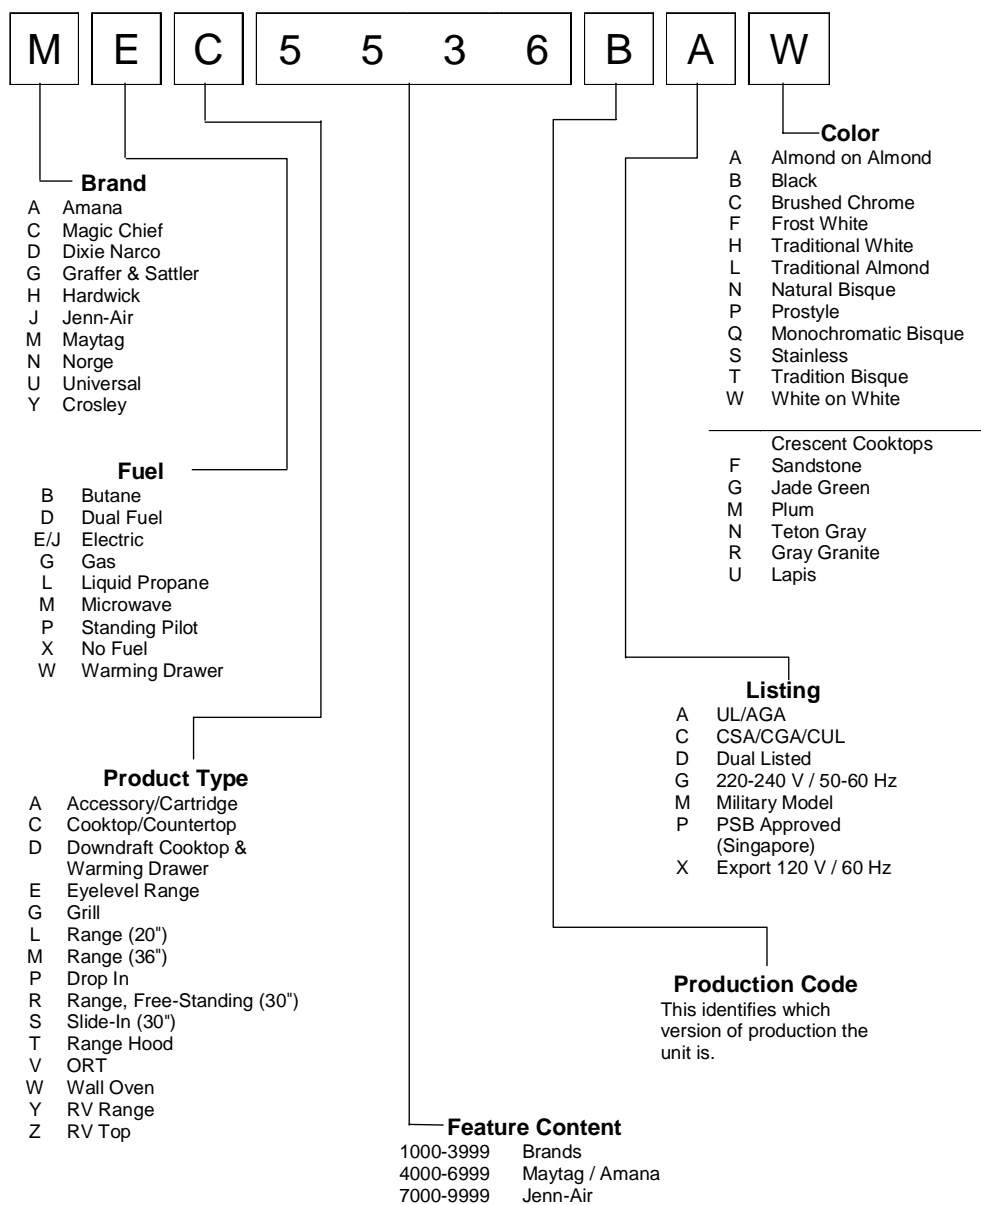 M E C 5 5 3 6 B A W
Brand
A Amana
C Magic Chief
D Dixie Narco
G Graffer & Sattler
H Hardwick
J Jenn-Air
M Maytag
N Norge
U Universal
Y Crosley
Fuel
B Butane
D Dual Fuel
E/J Electric
G Gas
L Liquid Propane
M Microwave
P Standing Pilot
X No Fuel
W Warming Drawer
Product Type
A Accessory/Cartridge
C Cooktop/Countertop
D Downdraft Cooktop &
Warming Drawer
E Eyelevel Range
G Grill
L Range (20")
M Range (36")
P Drop In
R Range, Free-Standing (30")
S Slide-In (30")
T Range Hood
V ORT
W Wall Oven
Y RV Range
Z RV Top
Feature Content
1000-3999 Brands
4000-6999 Maytag / Amana
7000-9999 Jenn-Air
Color
A Almond on Almond
B Black
C Brushed Chrome
F Frost White
H Traditional White
L Traditional Almond
N Natural Bisque
P Prostyle
Q Monochromatic Bisque
S Stainless
T Tradition Bisque
W White on White
Crescent Cooktops
F Sandstone
G Jade Green
M Plum
N Teton Gray
R Gray Granite
U Lapis
Listing
A UL/AGA
C CSA/CGA/CUL
D Dual Listed
G 220-240 V / 50-60 Hz
M Military Model
P PSB Approved
(Singapore)
X Export 120 V / 60 Hz
Production Code
This identifies which
version of production the
unit is.